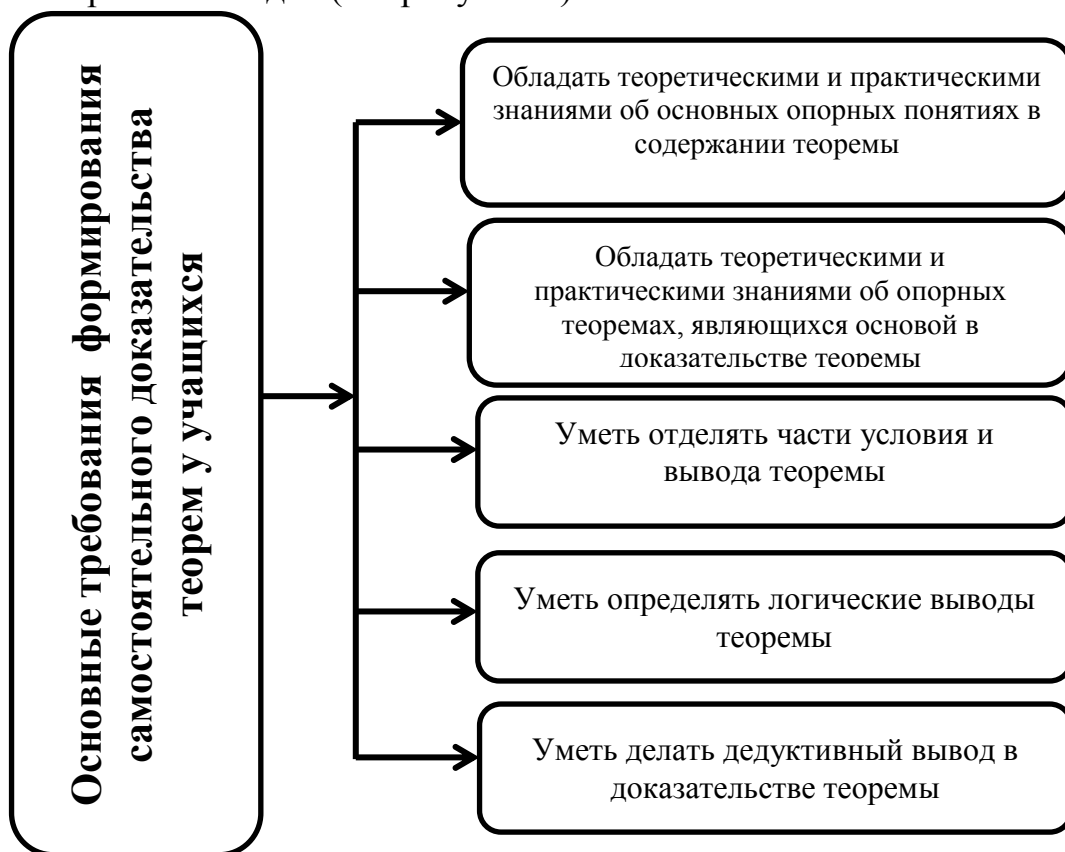 Основные требования формирования
самостоятельного доказательства
теорем у учащихся
Обладать теоретическими и практическими
знаниями об основных опорных понятиях в
содержании теоремы
Обладать теоретическими и
практическими знаниями об опорных
теоремах, являющихся основой в
доказательстве теоремы
Уметь отделять части условия и
вывода теоремы
Уметь определять логические выводы
теоремы
Уметь делать дедуктивный вывод в
доказательстве теоремы